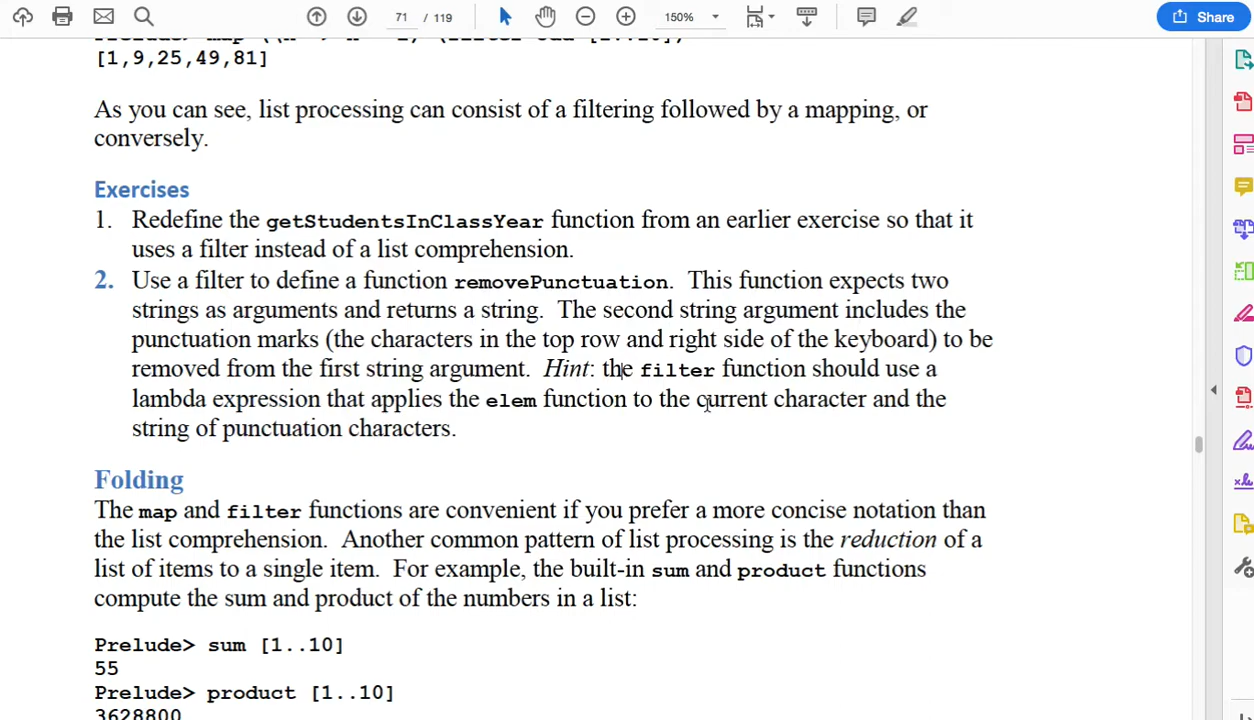 71 / 119
150%
Share
[1,9,25,49,81]
As you can see, list processing can consist of a filtering followed by a mapping, or
conversely.
Exercises
1. Redefine the getStudentsInClassYear function from an earlier exercise so that it
uses a filter instead of a list comprehension.
2. Use a filter to define a function removePunctuation. This function expects two
strings as arguments and returns a string. The second string argument includes the
punctuation marks (the characters in the top row and right side of the keyboard) to be
removed from the first string argument. Hint: the filter function should use a
lambda expression that applies the elem function to the current character and the
string of punctuation characters.
Folding
The map and filter functions are convenient if you prefer a more concise notation than
the list comprehension. Another common pattern of list processing is the reduction of a
list of items to a single item. For example, the built-in sum and product functions
compute the sum and product of the numbers in a list:
Prelude> sum [1..10]
55
Prelude> product [1..10]
3628800